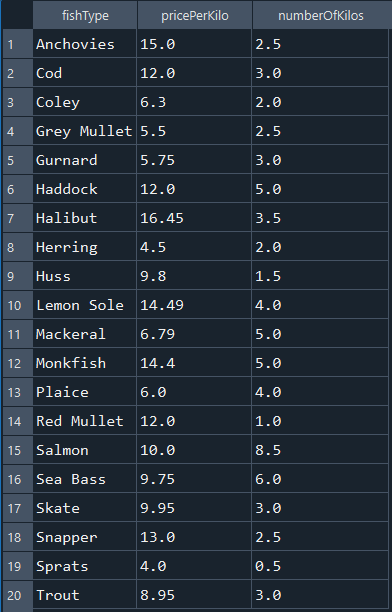 fishType pricePerKilo numberOfKilos
1 Anchovies 15.0 2.5
2 Cod 12.0 3.0
3 Coley 6.3 2.0
4 Grey Mullet 5.5 2.5
5 Gurnard 5.75 3.0
6 Haddock 12.0 5.0
7 Halibut 16.45 3.5
8 Herring 4.5 2.0
9 Huss 9.8 1.5
10 Lemon Sole 14.49 4.0
11 Mackeral 6.79 5.0
12 Monkfish 14.4 5.0
13 Plaice 6.0 4.0
14 Red Mullet 12.0 1.0
15 Salmon 10.0 8.5
16 Sea Bass 9.75 6.0
17 Skate 9.95 3.0
18 Snapper 13.0 2.5
19 Sprats 4.0 0.5
20 Trout 8.95 3.0